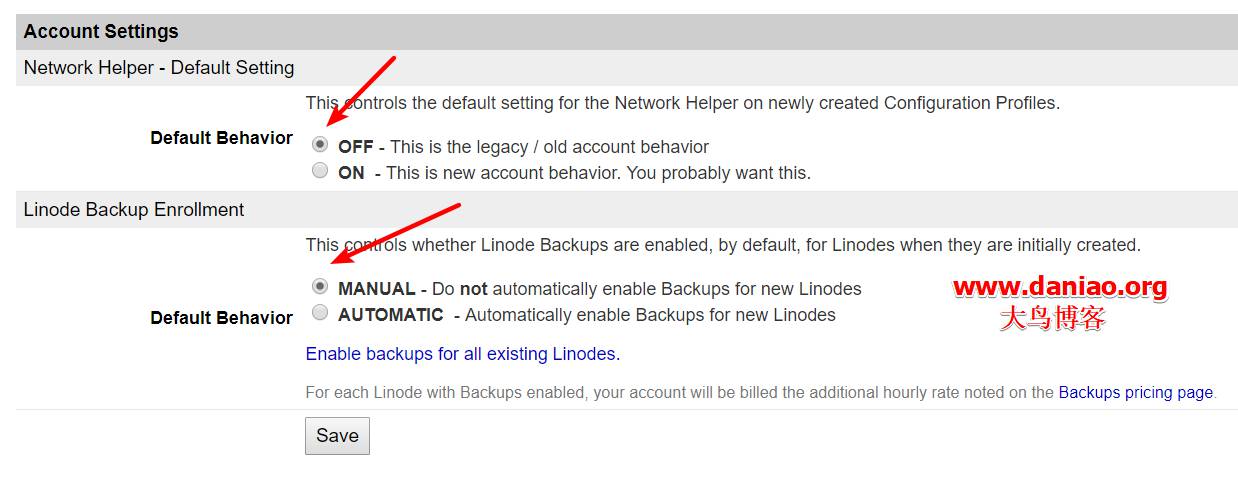 Account Settings
Network Helper - Default Setting
This controls the default setting for the Network Helper on newly created Configuration Profiles.
Default Behavior
OFF - This is the legacy / old account behavior
ON - This is new account behavior. You probably want this.
Linode Backup Enrollment
This controls whether Linode Backups are enabled, by default, for Linodes when they are initially created.
MANUAL - Do not automatically enable Backups for new Linodes
Default Behavior
AUTOMATIC - Automatically enable Backups for new Linodes
www.daniao.org
大鸟博客
Enable backups for all existing Linodes.
For each Linode with Backups enabled, your account will be billed the additional hourly rate noted on the Backups pricing page.
Save